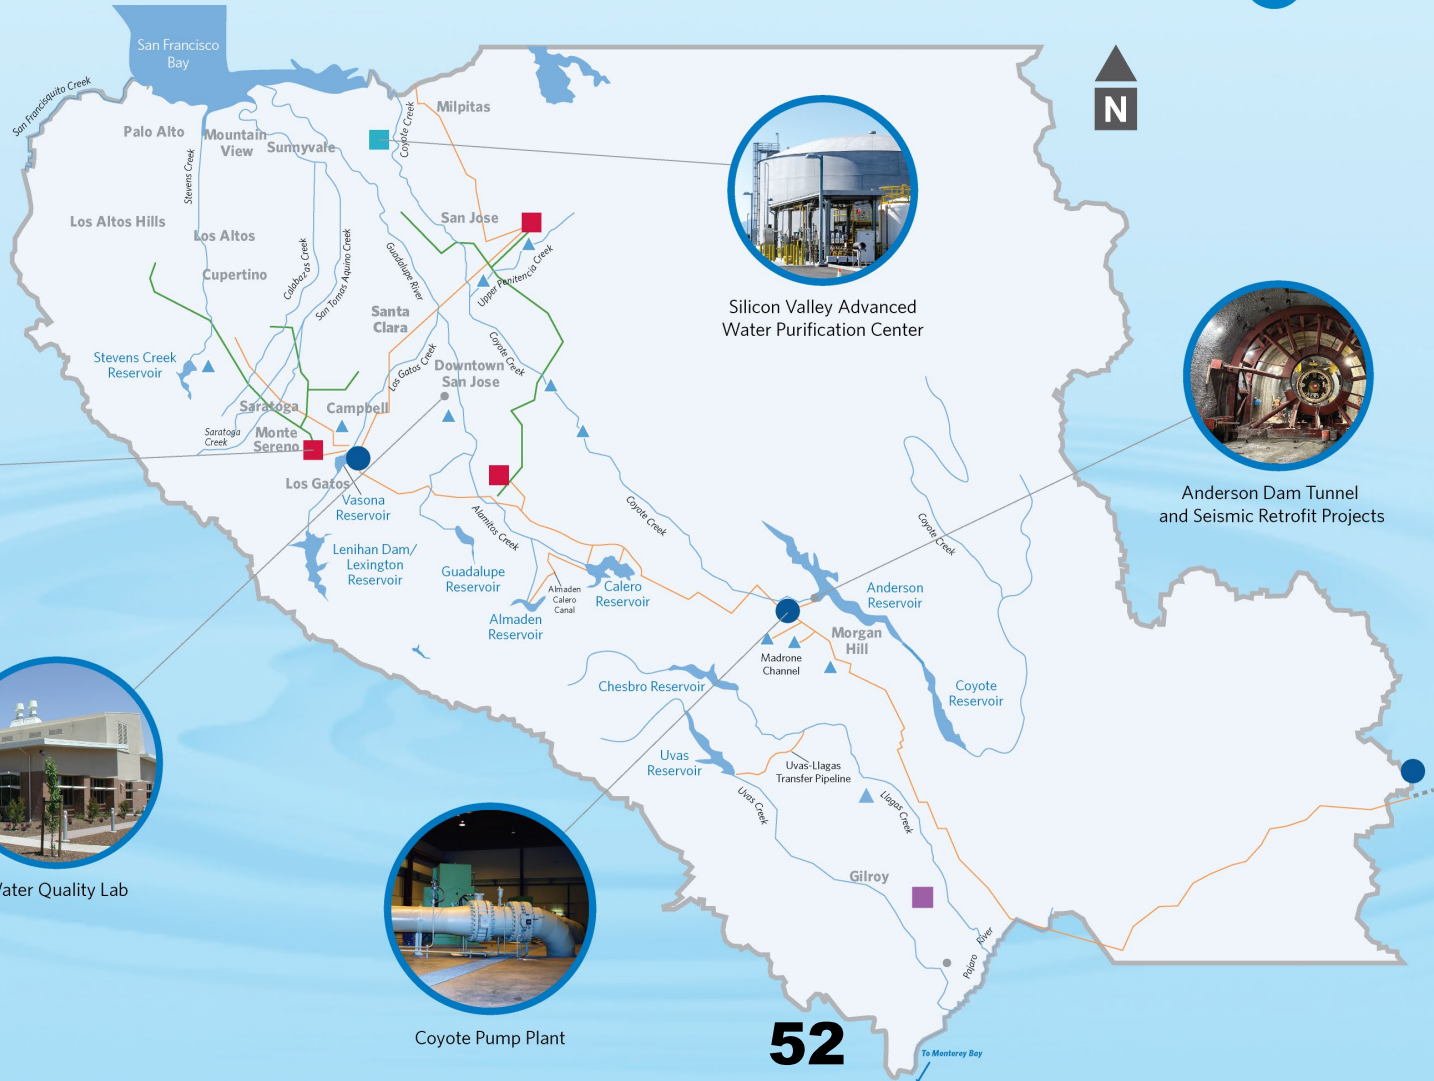 San Francisco
Bay
San Francisquito Creek
Milpitas
N
Palo Alto
Mountain
View
Sunnyvale
Coyote Creek
Stevens Creek
Los Altos Hills
Los Altos
San Jose
Cupertino
Calabazas Creek
San Tomas Aquino Creek
Guadalupe River
Upper Penitencia Creek
Santa
Clara
Silicon Valley Advanced
Water Purification Center
Stevens Creek
Reservoir
Los Gatos Creek
Coyote Creek
Downtown
San Jose
Saratoga
Campbell
Saratoga
Creek
Monte
Sereno
Los Gatos
Vasona
Reservoir
Anderson Dam Tunnel
and Seismic Retrofit Projects
Alamitos Creek
Coyote Creek
Coyote Creek
Lenihan Dam/
Lexington
Reservoir
Guadalupe
Reservoir
Almaden
Calero
Canal
Calero
Reservoir
Anderson
Reservoir
Almaden
Reservoir
Morgan
Hill
Madrone
Channel
Chesbro Reservoir
Coyote
Reservoir
Uvas
Reservoir
Uvas-Llagas
Transfer Pipeline
Uvas Creek
Llagas Creek
Gilroy
Water Quality Lab
Pajaro River
Coyote Pump Plant
52
To Monterey Bay